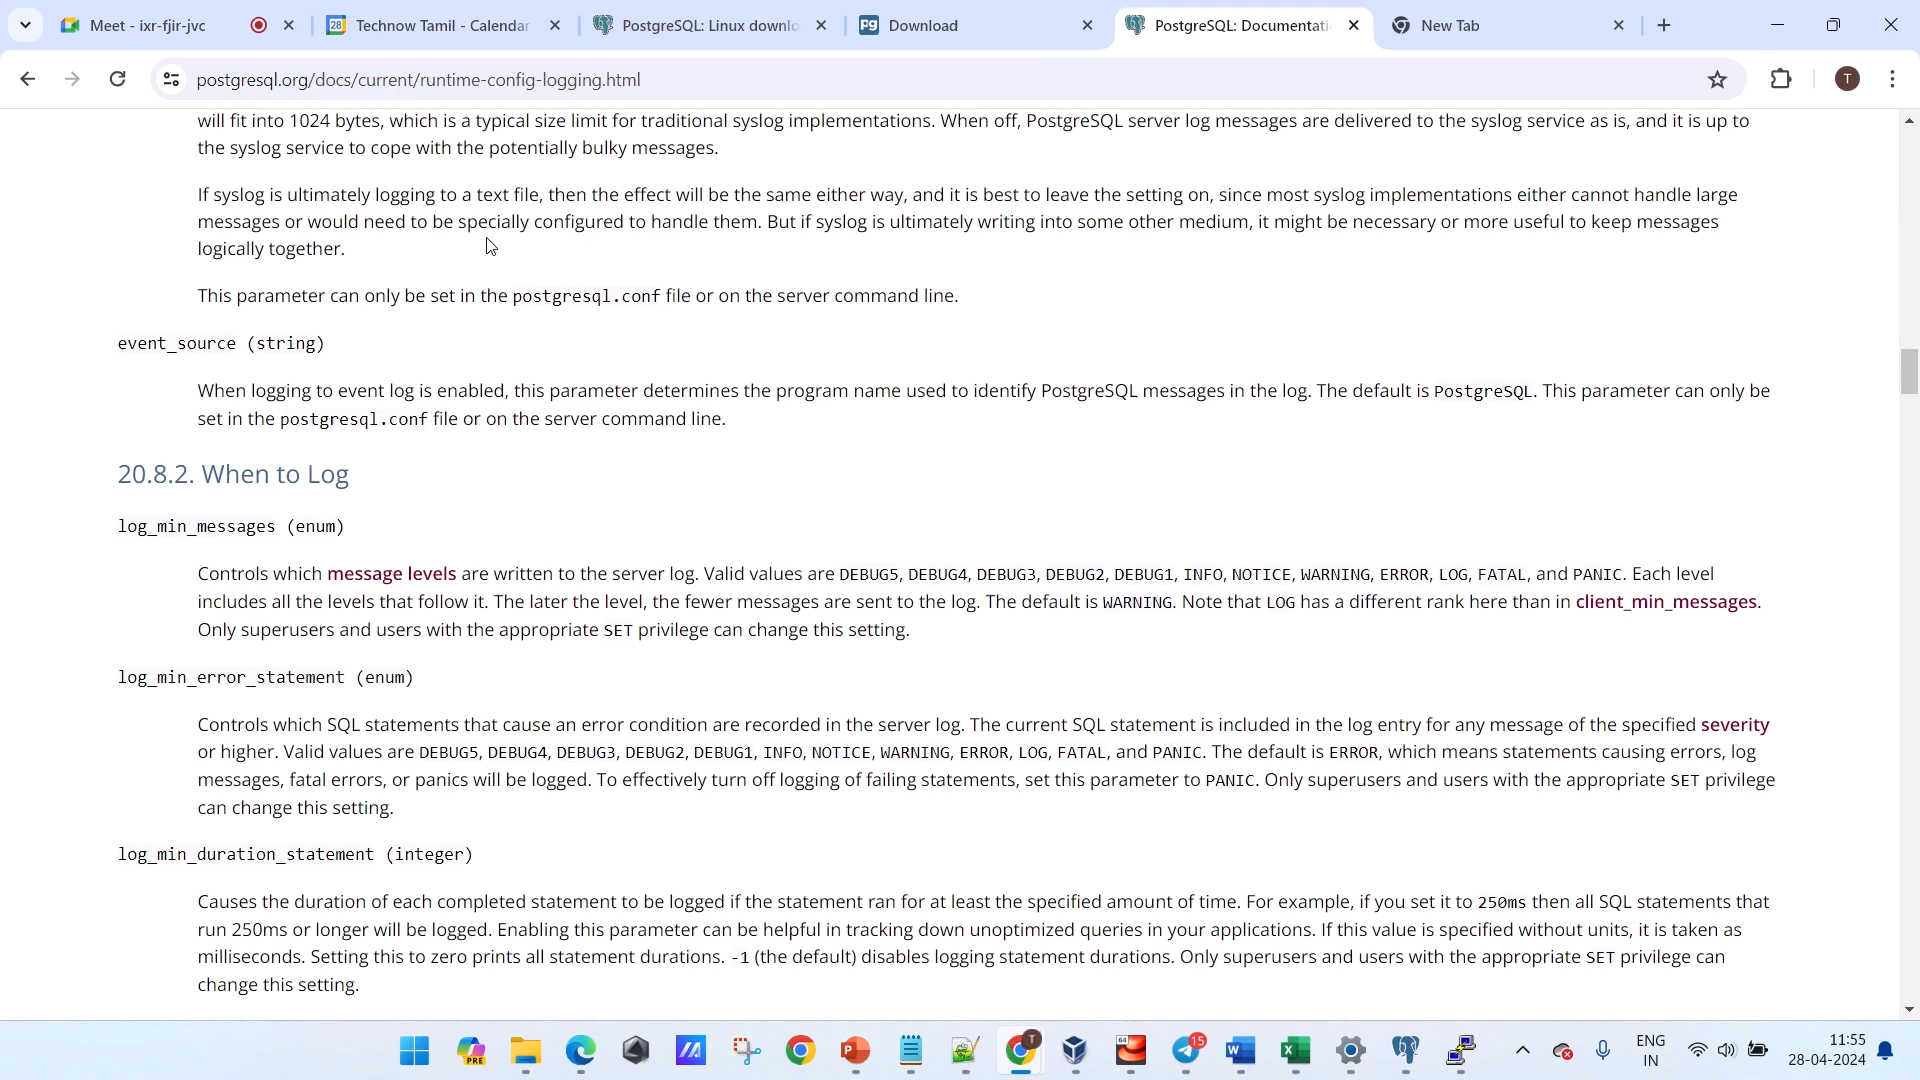 Meet - ixr-fjir-jvc
28
Technow Tamil - Calendar
PostgreSQL: Linux downlo
pg
Download
PostgreSQL: Documentati
New Tab
postgresql.org/docs/current/runtime-config-logging.html
T
will fit into 1024 bytes, which is a typical size limit for traditional syslog implementations. When off, PostgreSQL server log messages are delivered to the syslog service as is, and it is up to
the syslog service to cope with the potentially bulky messages.
If syslog is ultimately logging to a text file, then the effect will be the same either way, and it is best to leave the setting on, since most syslog implementations either cannot handle large
messages or would need to be specially configured to handle them. But if syslog is ultimately writing into some other medium, it might be necessary or more useful to keep messages
logically together.
This parameter can only be set in the postgresql.conf file or on the server command line.
event_source (string)
When logging to event log is enabled, this parameter determines the program name used to identify PostgreSQL messages in the log. The default is PostgreSQL. This parameter can only be
set in the postgresql.conf file or on the server command line.
20.8.2. When to Log
log_min_messages (enum)
Controls which message levels are written to the server log. Valid values are DEBUG5, DEBUG4, DEBUG3, DEBUG2, DEBUG1, INFO, NOTICE, WARNING, ERROR, LOG, FATAL, and PANIC. Each level
includes all the levels that follow it. The later the level, the fewer messages are sent to the log. The default is WARNING. Note that LOG has a different rank here than in client_min_messages.
Only superusers and users with the appropriate SET privilege can change this setting.
log_min_error_statement (enum)
Controls which SQL statements that cause an error condition are recorded in the server log. The current SQL statement is included in the log entry for any message of the specified severity
or higher. Valid values are DEBUG5, DEBUG4, DEBUG3, DEBUG2, DEBUG1, INFO, NOTICE, WARNING, ERROR, LOG, FATAL, and PANIC. The default is ERROR, which means statements causing errors, log
messages, fatal errors, or panics will be logged. To effectively turn off logging of failing statements, set this parameter to PANIC. Only superusers and users with the appropriate SET privilege
can change this setting.
log_min_duration_statement (integer)
Causes the duration of each completed statement to be logged if the statement ran for at least the specified amount of time. For example, if you set it to 250ms then all SQL statements that
run 250ms or longer will be logged. Enabling this parameter can be helpful in tracking down unoptimized queries in your applications. If this value is specified without units, it is taken as
milliseconds. Setting this to zero prints all statement durations. -1 (the default) disables logging statement durations. Only superusers and users with the appropriate SET privilege can
change this setting.
PRE
P
T
64
15
W
X
ENG
IN
11:55
28-04-2024